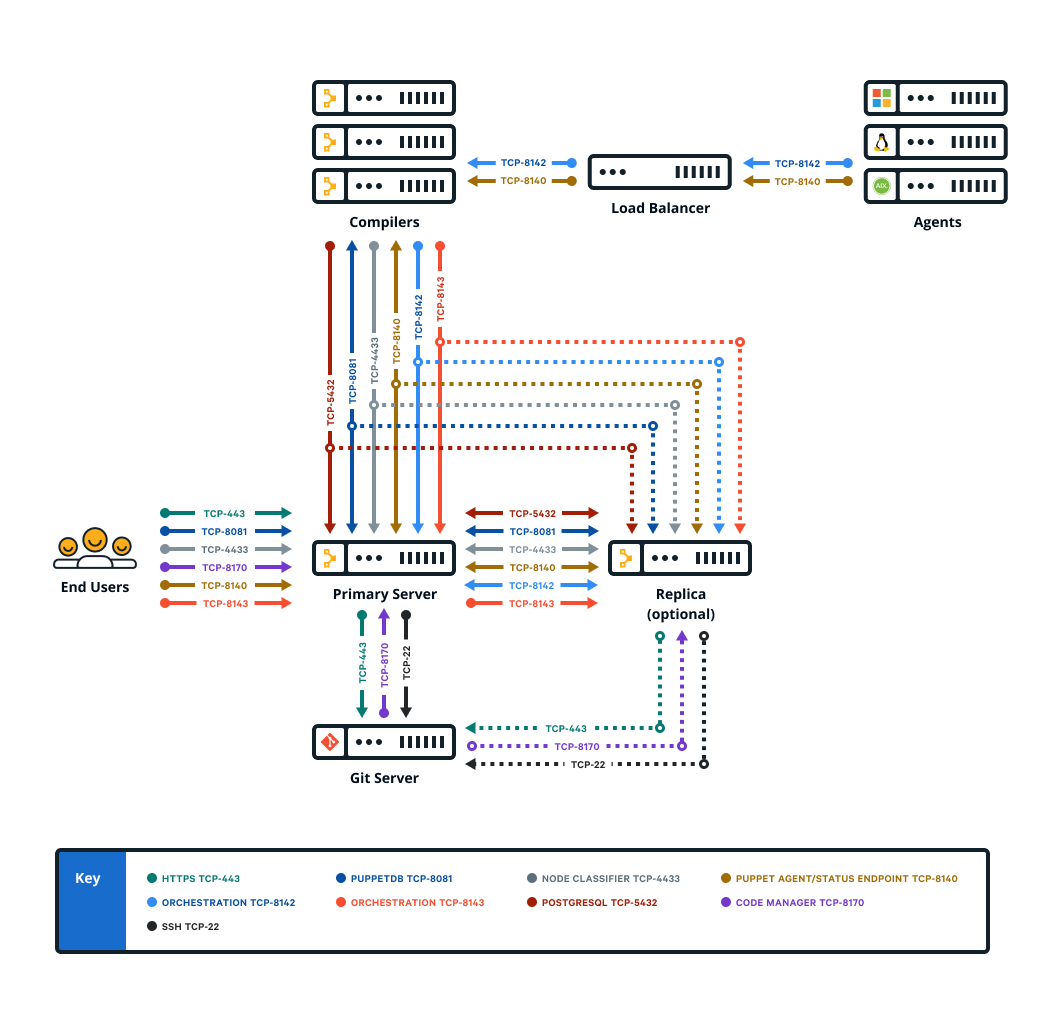 TCP-8142
TCP-8140
TCP-8142
TCP-8140
AIX
Compilers
Load Balancer
Agents
TCP-5432
TCP-8081
TCP-4433
TCP-8140
TCP-8142
TCP-8143
TCP-443
TCP-8081
TCP-4433
TCP-8170
TCP-8140
TCP-8143
TCP-5432
TCP-8081
TCP-4433
TCP-8140
TCP-8142
TCP-8143
End Users
Primary Server
Replica
(optional)
TCP-443
TCP-8170
TCP-22
TCP-443
TCP-8170
TCP-22
Git Server
Key
HTTPS TCP-443
PUPPETDB TCP-8081
NODE CLASSIFIER TCP-4433
PUPPET AGENT/STATUS ENDPOINT TCP-8140
ORCHESTRATION TCP-8142
ORCHESTRATION TCP-8143
POSTGRESQL TCP-5432
CODE MANAGER TCP-8170
SSH TCP-22